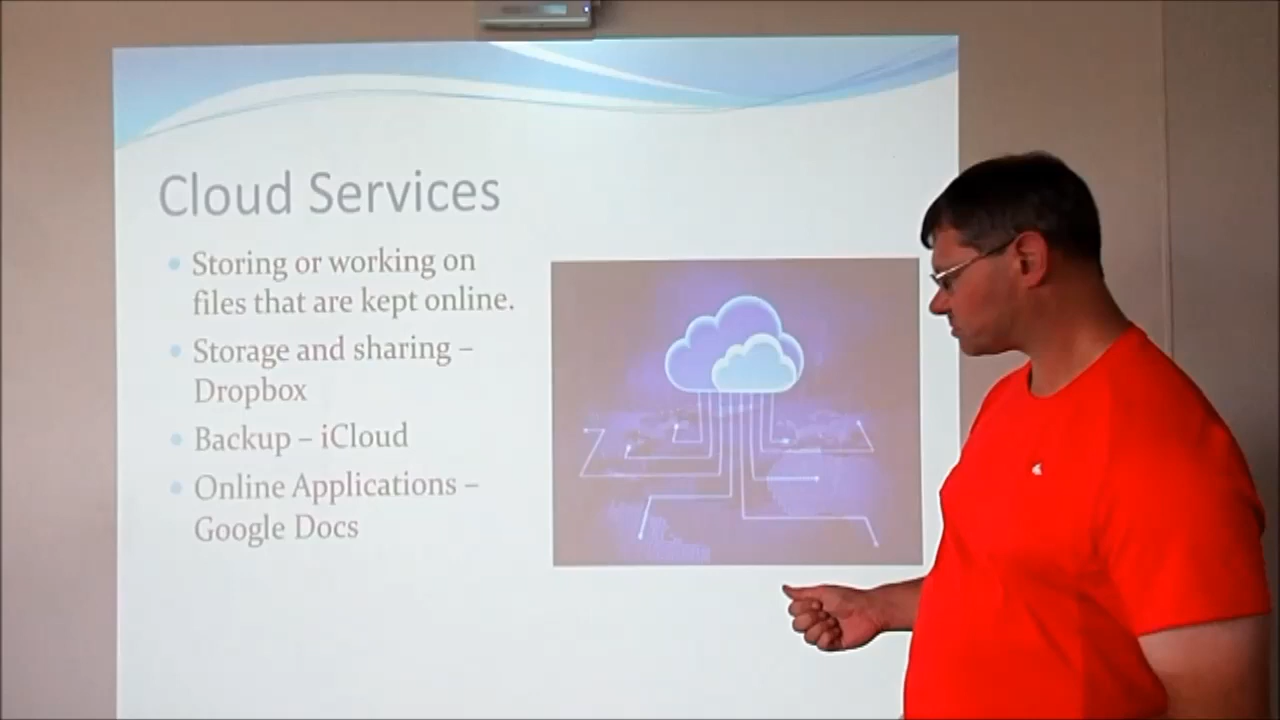 Cloud Services
Storing or working on
files that are kept online.
Storage and sharing –
Dropbox
Backup – iCloud
Online Applications –
Google Docs